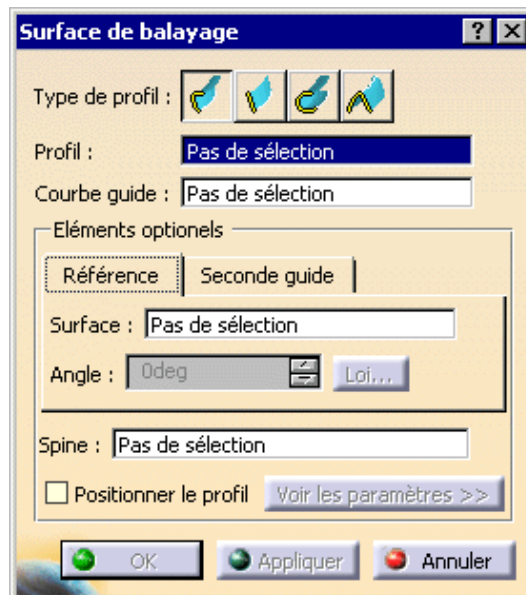 Surface de balayage
Type de profil :
Profil : Pas de sélection
Courbe guide : Pas de sélection
Eléments optionels
Référence Seconde guide
Surface : Pas de sélection
Angle : 0deg Loi...
Spine : Pas de sélection
Positionner le profil Voir les paramètres >>
OK Appliquer Annuler